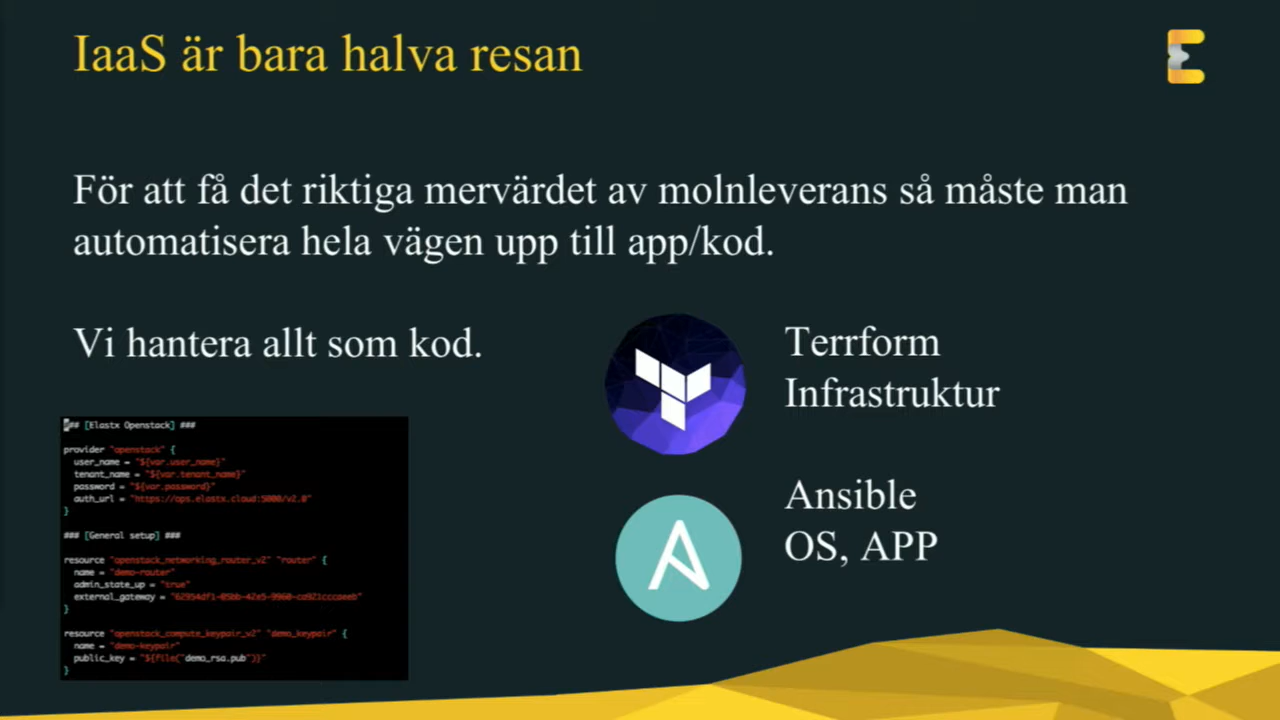 IaaS är bara halva resan
För att få det riktiga mervärdet av molnleverans så måste man
automatisera hela vägen upp till app/kod.
Vi hantera allt som kod.
Terrform
Infrastruktur
Ansible
OS, APP
### [Elastx Openstack] ###
provider "openstack" {
user_name = "${var.user_name}"
tenant_name = "${var.tenant_name}"
password = "${var.password}"
auth_url = "https://ops.elastx.cloud:5000/v2.0"
}
### [General setup] ###
resource "openstack_networking_router_v2" "router" {
name = "demo-router"
admin_state_up = "true"
external_gateway =
}
resource "openstack_compute_keypair_v2" "demo_keypair" {
name = "demo-keypair"
public_key = "${file("demo_rsa.pub")}"
}